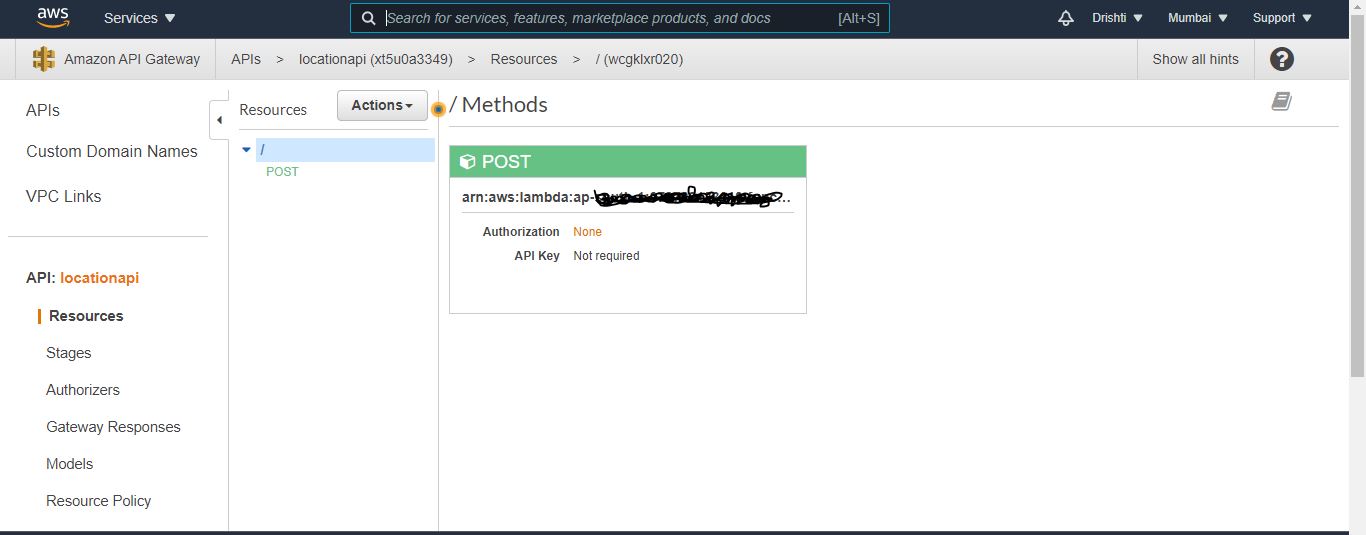 aws Services Search for services, features, marketplace products, and docs [Alt+S] Drishti Mumbai Support
Amazon API Gateway APIs > locationapi (xt5u0a3349) > Resources > / (wcgklxr020) Show all hints ?
APIs
Custom Domain Names
VPC Links
API: locationapi
Resources
Stages
Authorizers
Gateway Responses
Models
Resource Policy
Resources Actions
/
POST
/ Methods
POST
arn:aws:lambda:ap-
Authorization None
API Key Not required